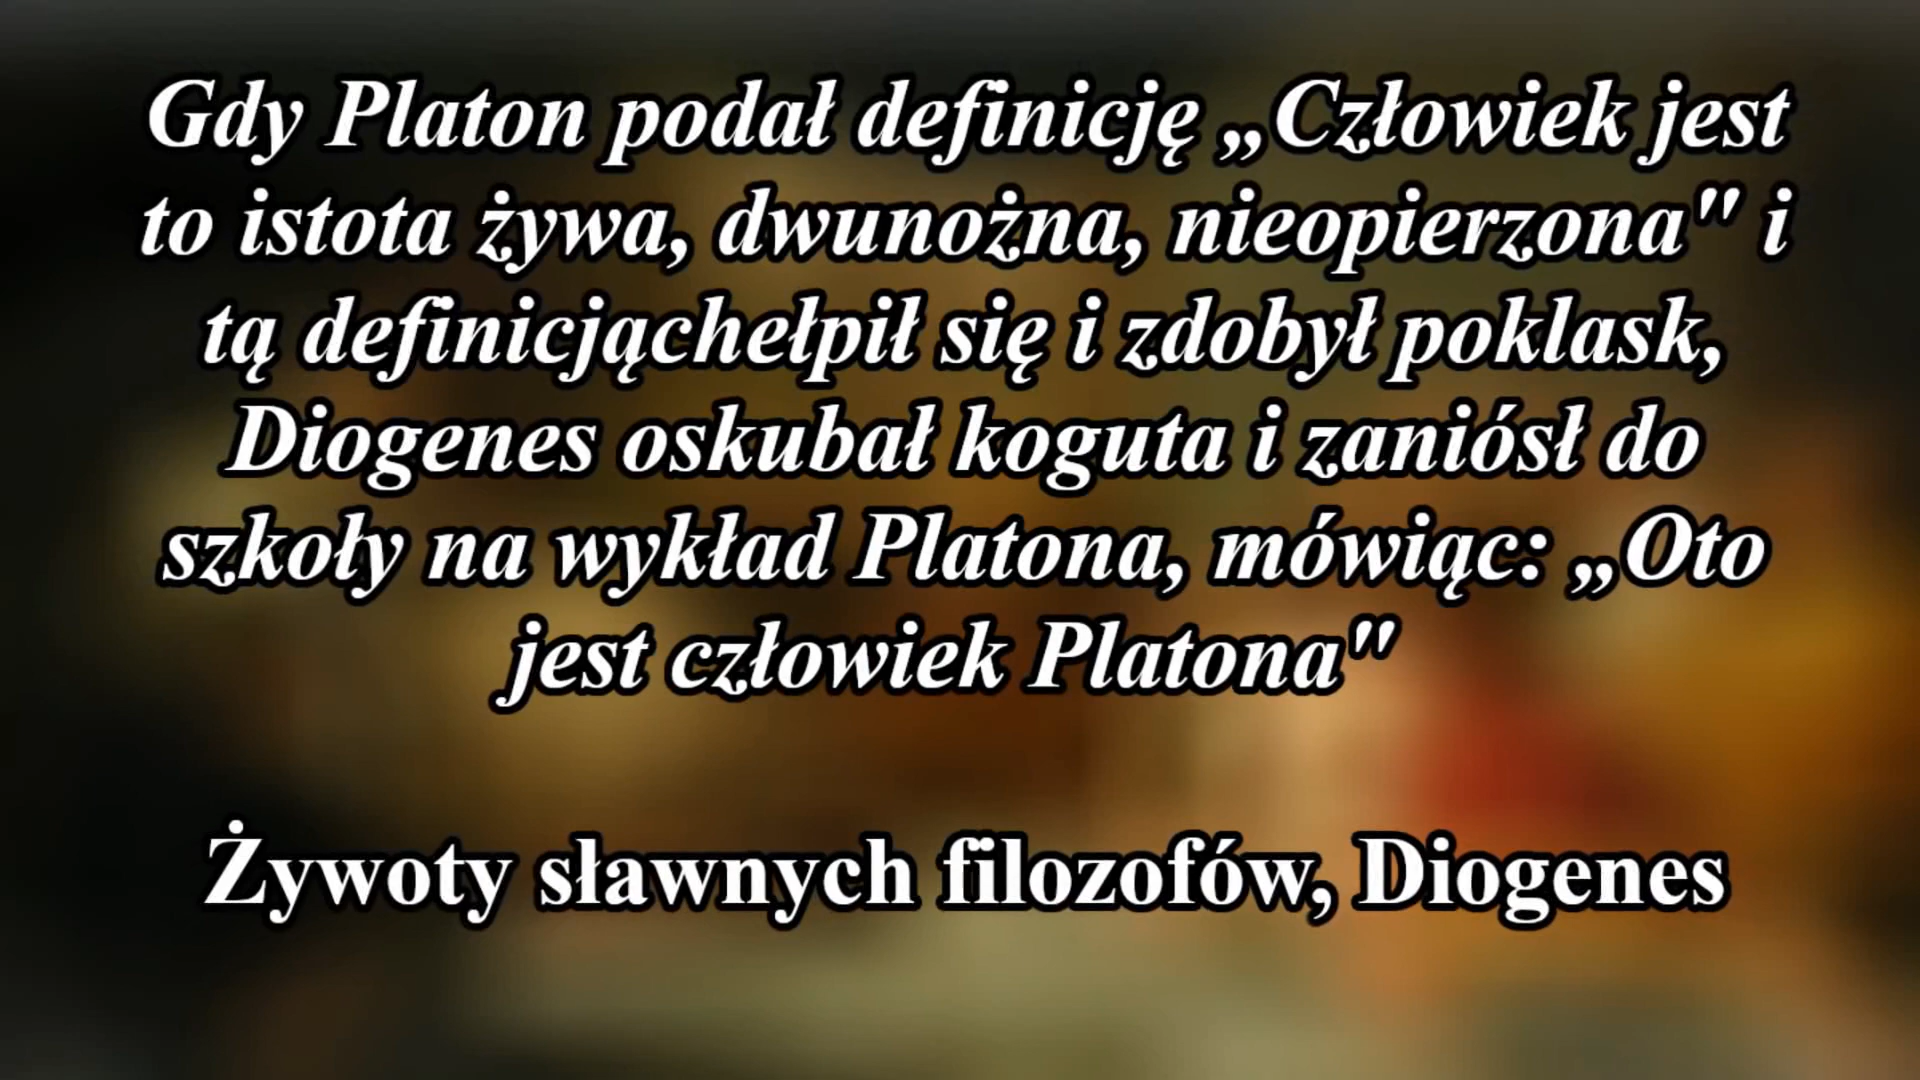 Gdy Platon podał definicję „Człowiek jest
to istota żywa, dwunożna, nieopierzona" i
tą definicjąchełpił się i zdobył poklask,
Diogenes oskubał koguta i zaniósł do
szkoły na wykład Platona, mówiąc: „Oto
jest człowiek Platona"
Żywoty sławnych filozofów, Diogenes